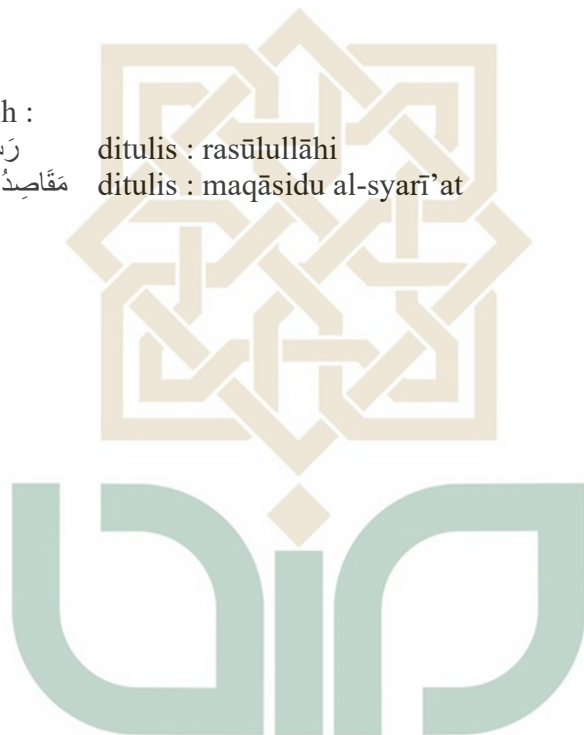 h :
ditulis : rasūlullāhi
مَقَاصِدُ ditulis : maqāsidu al-syarī’at